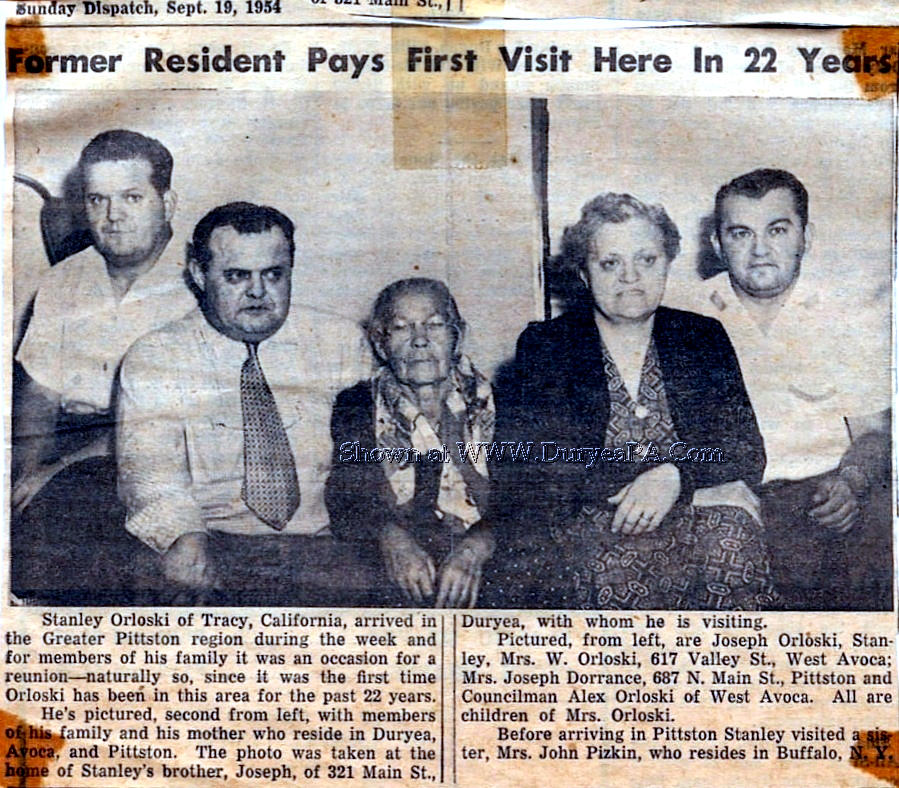 Sunday Dispatch, Sept. 19, 1954
of 321 Main St.,
Former Resident Pays First Visit Here In 22 Years
Shown at WWW.DuryeaPA.Com
Stanley Orloski of Tracy, California, arrived in
the Greater Pittston region during the week and
for members of his family it was an occasion for a
reunion—naturally so, since it was the first time
Orloski has been in this area for the past 22 years.
He's pictured, second from left, with members
of his family and his mother who reside in Duryea,
Avoca, and Pittston. The photo was taken at the
home of Stanley's brother, Joseph, of 321 Main St.,
Duryea, with whom he is visiting.
Pictured, from left, are Joseph Orloski, Stan-
ley, Mrs. W. Orloski, 617 Valley St., West Avoca;
Mrs. Joseph Dorrance, 687 N. Main St., Pittston and
Councilman Alex Orloski of West Avoca. All are
children of Mrs. Orloski.
Before arriving in Pittston Stanley visited a sis-
ter, Mrs. John Pizkin, who resides in Buffalo, N. Y.